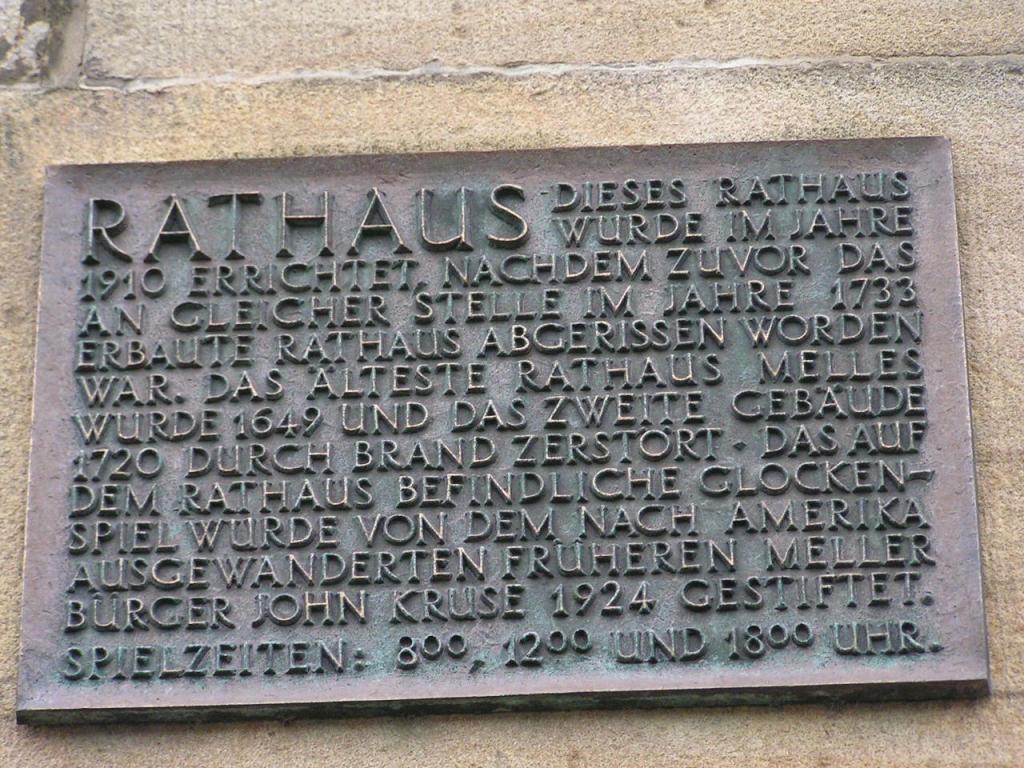 RATHAUS DIESES RATHAUS
WURDE IM JAHRE
1910 ERRICHTET, NACHDEM ZUVOR DAS
AN GLEICHER STELLE IM JAHRE 1733
ERBAUTE RATHAUS ABGERISSEN WORDEN
WAR. DAS ÄLTESTE RATHAUS MELLES
WURDE 1649 UND DAS ZWEITE GEBÄUDE
1720 DURCH BRAND ZERSTÖRT · DAS AUF
DEM RATHAUS BEFINDLICHE GLOCKEN-
SPIEL WURDE VON DEM NACH AMERIKA
AUSGEWANDERTEN FRÜHEREN MELLER
BÜRGER JOHN KRUSE 1924 GESTIFTET.
SPIELZEITEN: 8⁰⁰, 12⁰⁰ UND 18⁰⁰ UHR.